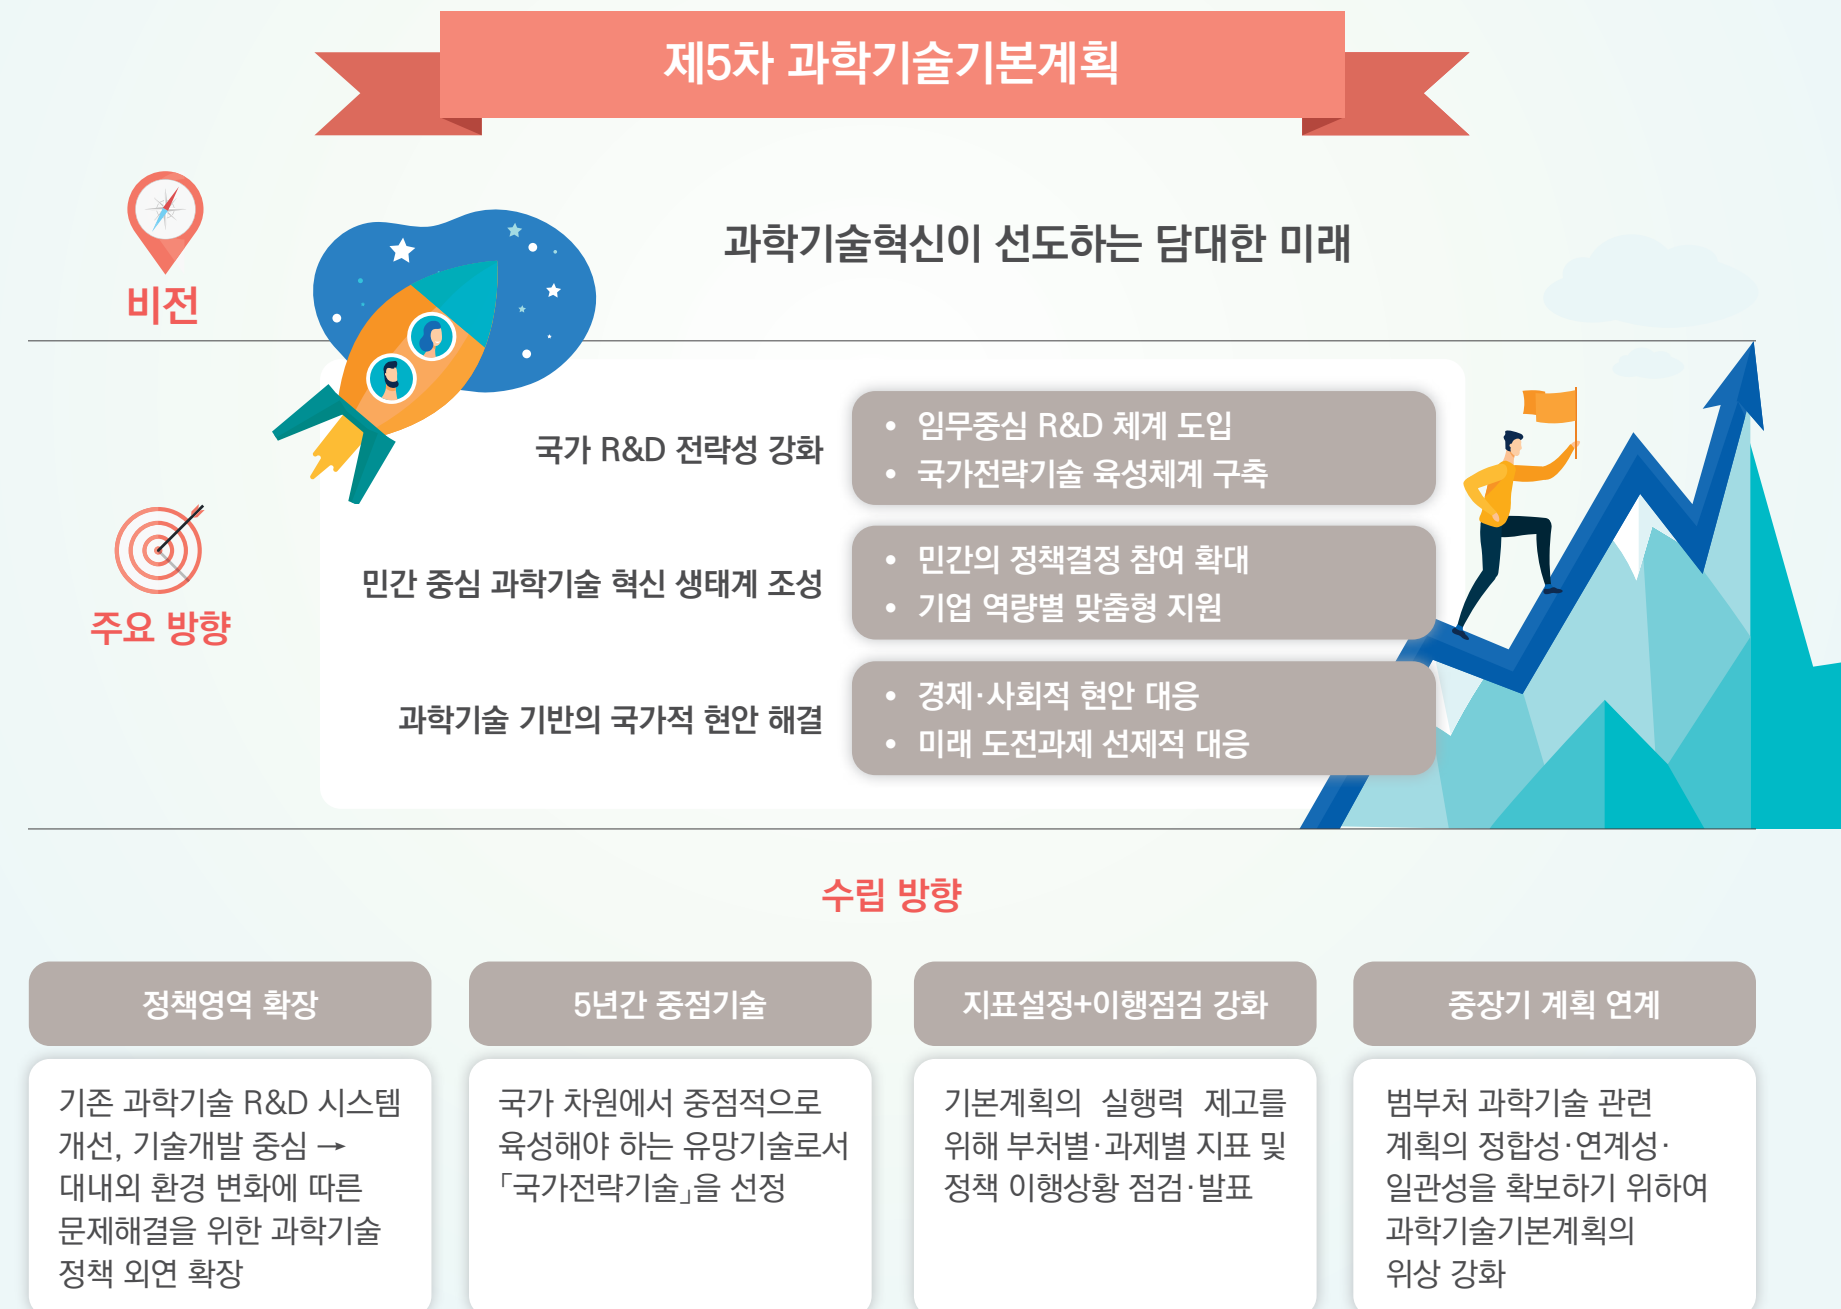 제5차 과학기술기본계획
비전
과학기술혁신이 선도하는 담대한 미래
주요 방향
국가 R&D 전략성 강화
• 임무중심 R&D 체계 도입
• 국가전략기술 육성체계 구축
민간 중심 과학기술 혁신 생태계 조성
• 민간의 정책결정 참여 확대
• 기업 역량별 맞춤형 지원
과학기술 기반의 국가적 현안 해결
• 경제·사회적 현안 대응
• 미래 도전과제 선제적 대응
수립 방향
정책영역 확장
기존 과학기술 R&D 시스템
개선, 기술개발 중심 →
대내외 환경 변화에 따른
문제해결을 위한 과학기술
정책 외연 확장
5년간 중점기술
국가 차원에서 중점적으로
육성해야 하는 유망기술로서
「국가전략기술」을 선정
지표설정+이행점검 강화
기본계획의 실행력 제고를
위해 부처별·과제별 지표 및
정책 이행상황 점검·발표
중장기 계획 연계
범부처 과학기술 관련
계획의 정합성·연계성·
일관성을 확보하기 위하여
과학기술기본계획의
위상 강화